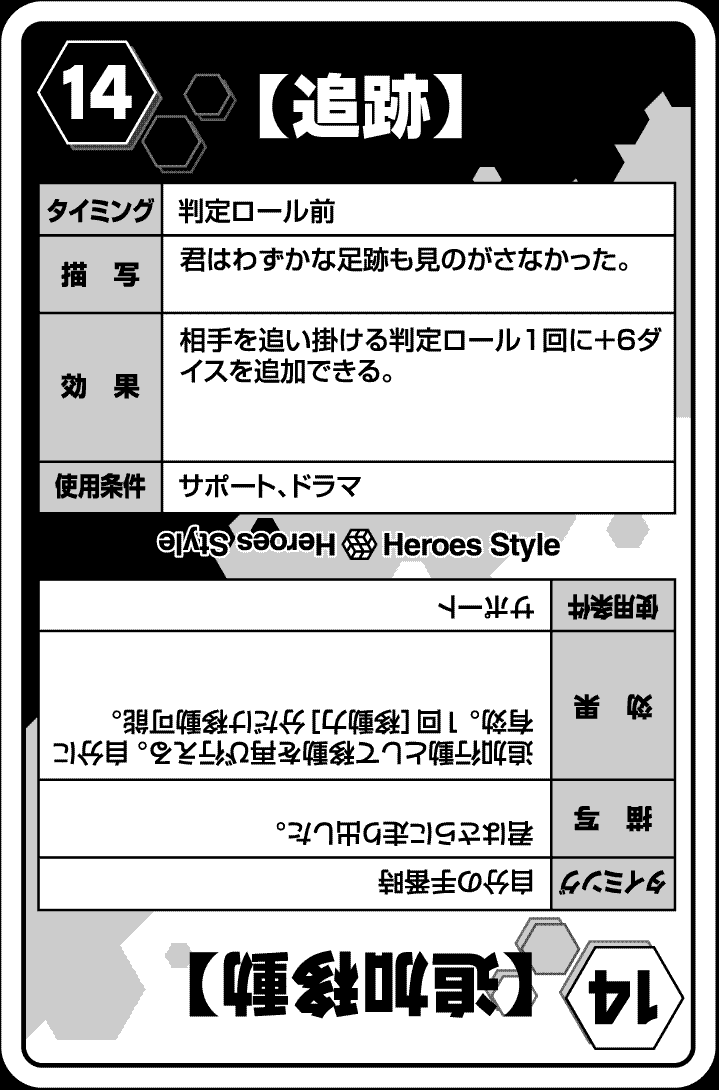 14
【追跡】
タイミング 判定ロール前
描 写 君はわずかな足跡も見のがさなかった。
効 果 相手を追い掛ける判定ロール1回に+6ダ
イスを追加できる。
使用条件 サポート、ドラマ
Heroes Style
Heroes Style
14
【追加移動】
タイミング 自分の手番時
描 写 君はさらに走り出した。
効 果 追加行動として移動を再び行える。自分に
有効。1回[移動力]分だけ移動可能。
使用条件 サポート